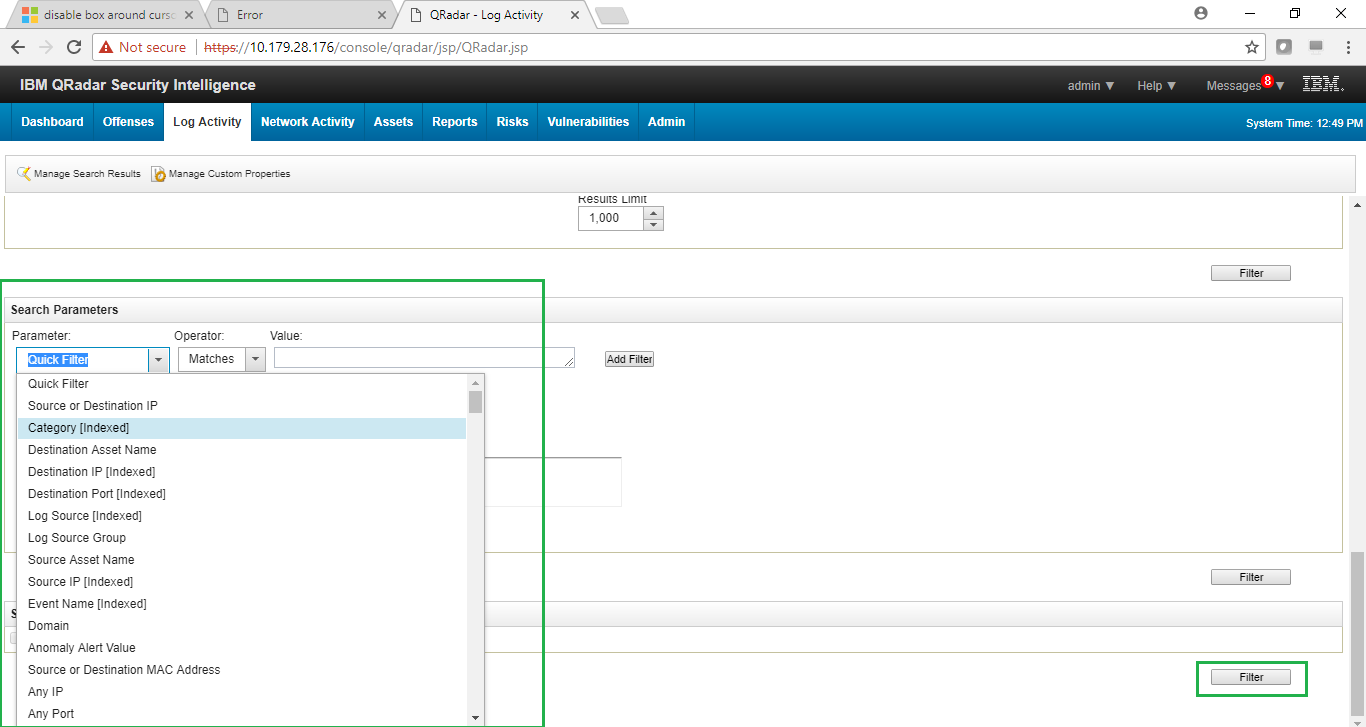 disable box around curso
Error
QRadar - Log Activity
Not secure
https://10.179.28.176/console/qradar/jsp/QRadar.jsp
IBM QRadar Security Intelligence
admin
Help
Messages
8
IBM.
Dashboard
Offenses
Log Activity
Network Activity
Assets
Reports
Risks
Vulnerabilities
Admin
System Time: 12:49 PM
Manage Search Results
Manage Custom Properties
Results Limit
1,000
Filter
Search Parameters
Parameter:
Operator:
Value:
Quick Filter
Matches
Add Filter
Quick Filter
Source or Destination IP
Category [Indexed]
Destination Asset Name
Destination IP [Indexed]
Destination Port [Indexed]
Log Source [Indexed]
Log Source Group
Source Asset Name
Source IP [Indexed]
Filter
Event Name [Indexed]
Domain
Anomaly Alert Value
Source or Destination MAC Address
Filter
Any IP
Any Port